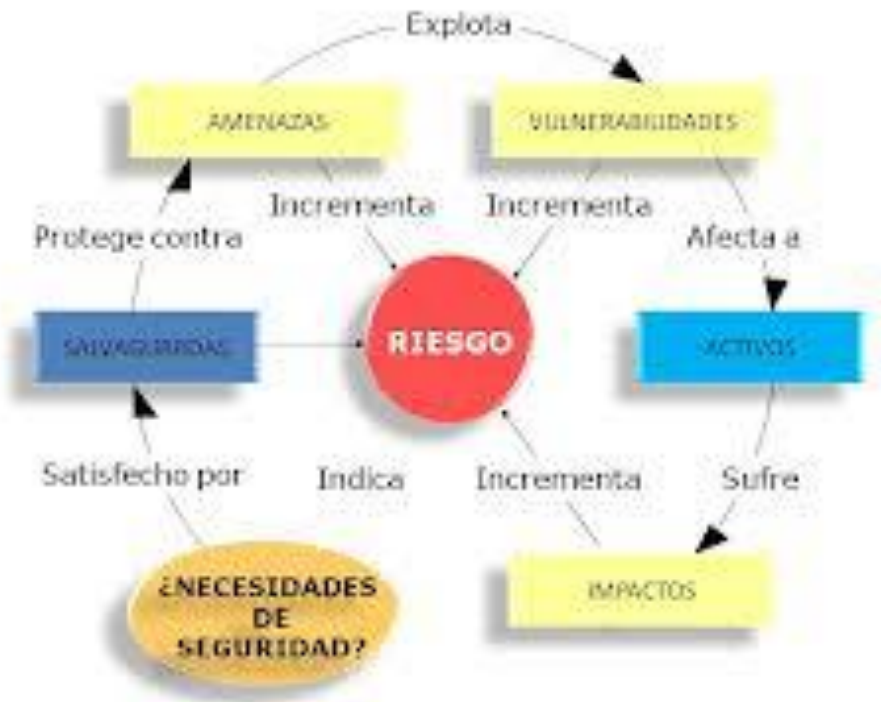 Explota
AMENAZAS
VULNERABILIDADES
Incrementa
Incrementa
Protege contra
Afecta a
SALVAGUARDAS
RIESGO
ACTIVOS
Satisfecho por
Indica
Incrementa
Sufre
¿NECESIDADES
DE
SEGURIDAD?
IMPACTOS